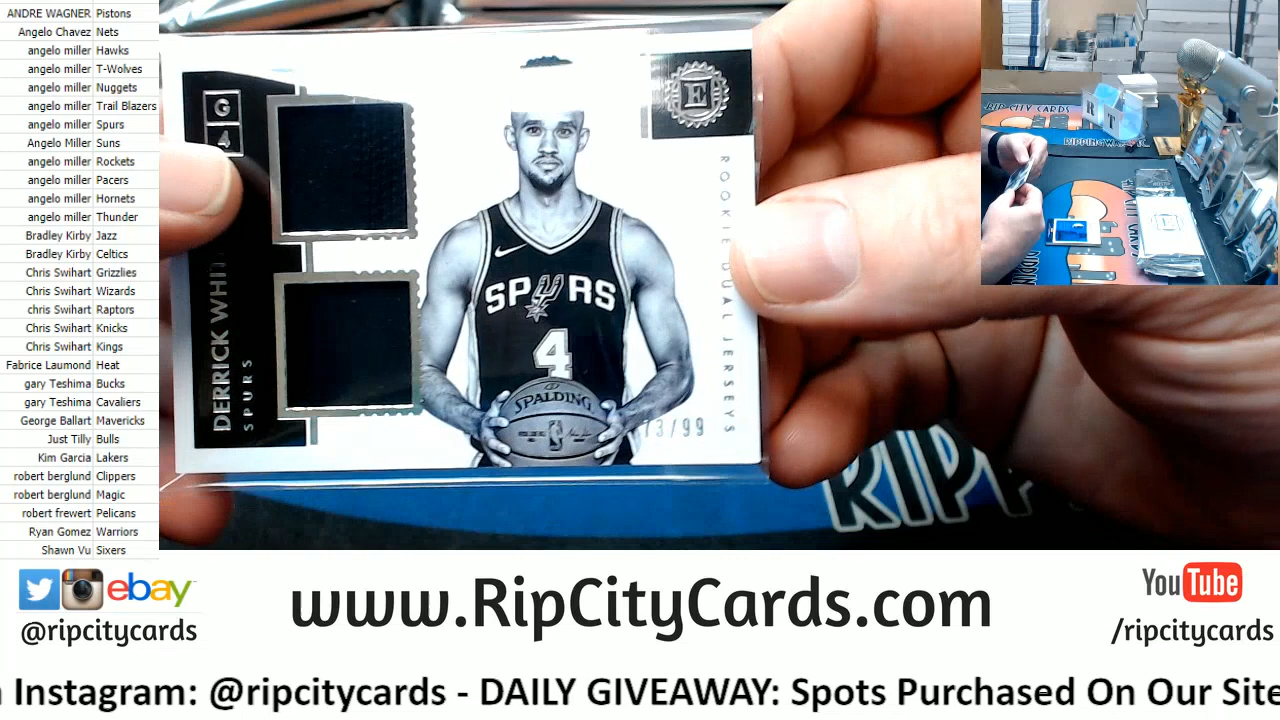 ANDRE WAGNER Pistons
Angelo Chavez Nets
angelo miller Hawks
angelo miller T-Wolves
angelo miller Nuggets
angelo miller Trail Blazers
angelo miller Spurs
Angelo Miller Suns
angelo miller Rockets
angelo miller Pacers
angelo miller Hornets
angelo miller Thunder
Bradley Kirby Jazz
Bradley Kirby Celtics
Chris Swihart Grizzlies
Chris Swihart Wizards
chris Swihart Raptors
Chris Swihart Knicks
Chris Swihart Kings
Fabrice Laumond Heat
gary Teshima Bucks
gary Teshima Cavaliers
George Ballart Mavericks
Just Tilly Bulls
Kim Garcia Lakers
robert berglund Clippers
robert berglund Magic
robert frewert Pelicans
Ryan Gomez Warriors
Shawn Vu Sixers
G
4
DERRICK WHIT
SPURS
E
ROOKIE DUAL JERSEYS
SPURS
4
SPALDING
73/99
RIP CITY CARDS
RIPP
ebay
@ripcitycards
www.RipCityCards.com
YouTube
/ripcitycards
Instagram: @ripcitycards - DAILY GIVEAWAY: Spots Purchased On Our Site